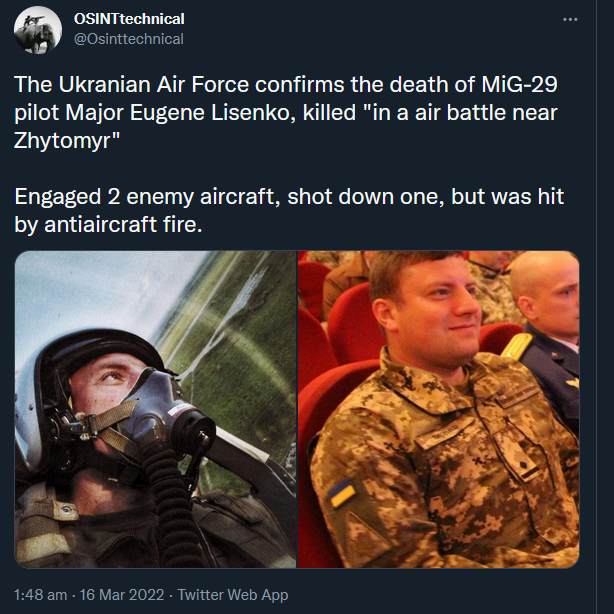 OSINTtechnical
@Osinttechnical
The Ukranian Air Force confirms the death of MiG-29
pilot Major Eugene Lisenko, killed "in a air battle near
Zhytomyr"
Engaged 2 enemy aircraft, shot down one, but was hit
by antiaircraft fire.
1:48 am · 16 Mar 2022 · Twitter Web App